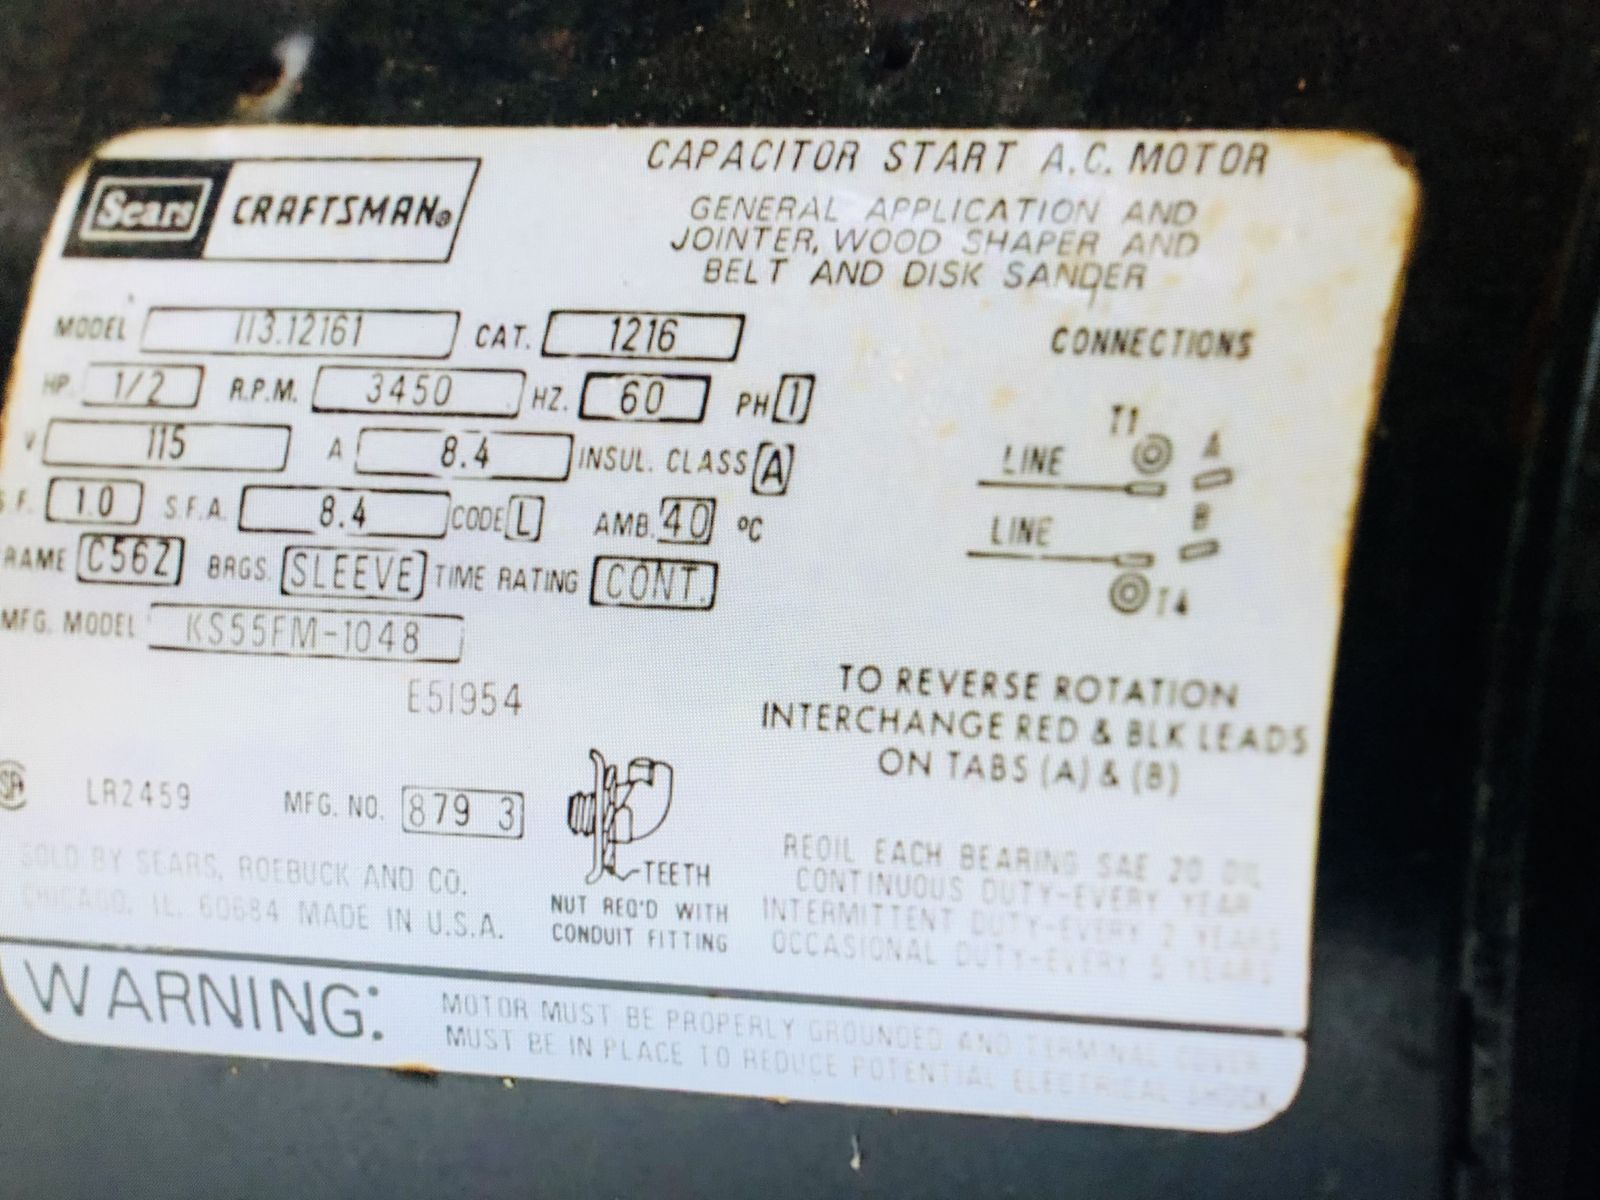 Sears CRAFTSMAN®
CAPACITOR START A.C. MOTOR
GENERAL APPLICATION AND
JOINTER, WOOD SHAPER AND
BELT AND DISK SANDER
MODEL 113.12161 CAT. 1216
HP. 1/2 R.P.M. 3450 HZ. 60 PH 1
V 115 A 8.4 INSUL. CLASS A
S.F. 1.0 S.F.A. 8.4 CODE L AMB. 40 °C
RAME C56Z BRGS. SLEEVE TIME RATING CONT.
MFG. MODEL KS55FM-1048
E51954
CONNECTIONS
T1 A
LINE
B
LINE
T4
TO REVERSE ROTATION
INTERCHANGE RED & BLK LEADS
ON TABS (A) & (B)
SA LR2459 MFG. NO. 879 3
TEETH
NUT REQ'D WITH
CONDUIT FITTING
SOLD BY SEARS, ROEBUCK AND CO.
CHICAGO, IL. 60684 MADE IN U.S.A.
REOIL EACH BEARING SAE 20 OIL
CONTINUOUS DUTY-EVERY YEAR
INTERMITTENT DUTY-EVERY 2 YEARS
OCCASIONAL DUTY-EVERY 5 YEARS
WARNING: MOTOR MUST BE PROPERLY GROUNDED AND TERMINAL COVER
MUST BE IN PLACE TO REDUCE POTENTIAL ELECTRICAL SHOCK